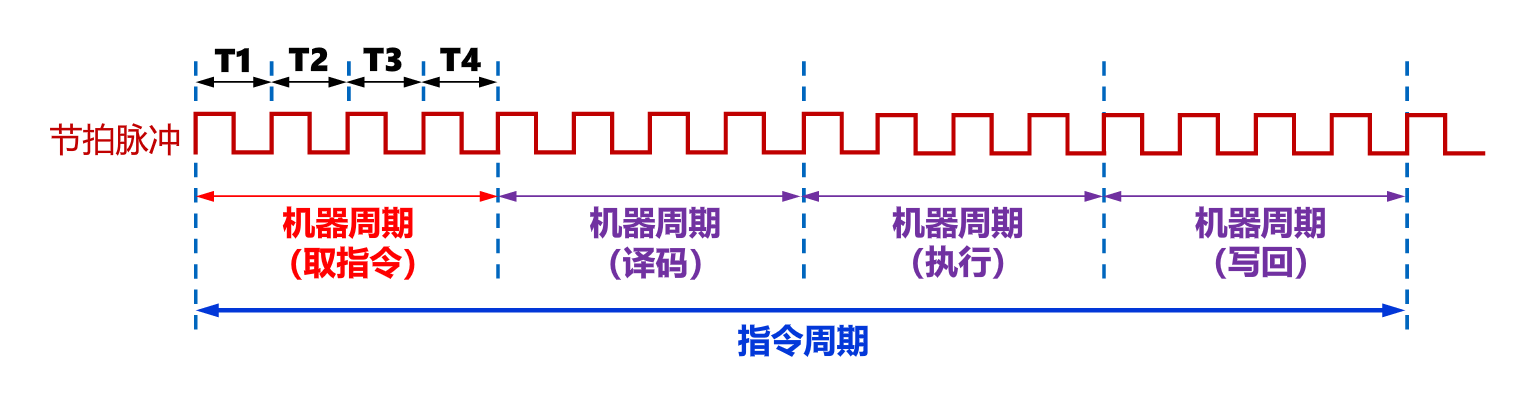 T1 T2 T3 T4
节拍脉冲
机器周期 机器周期 机器周期 机器周期
(取指令) (译码) (执行) (写回)
指令周期